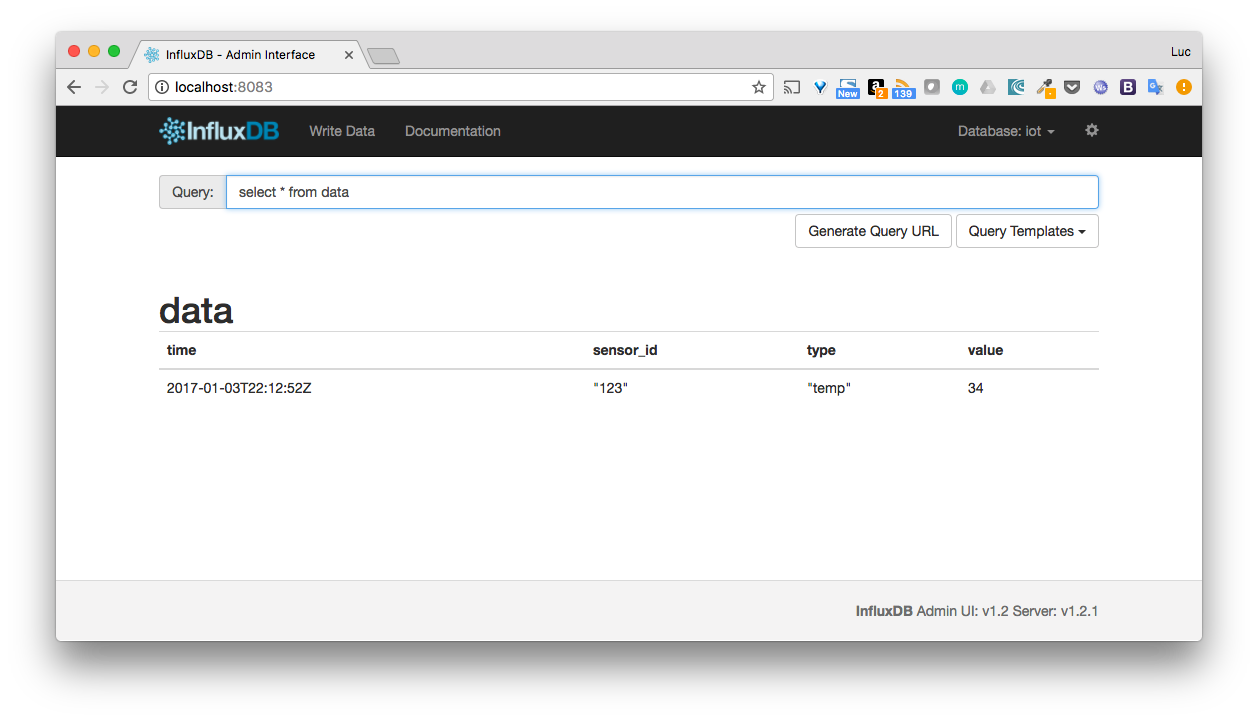 InfluxDB - Admin Interface
Luc
localhost:8083
New
2
139
m
B
InfluxDB Write Data Documentation Database: iot
Query: select * from data
Generate Query URL Query Templates
data
time sensor_id type value
2017-01-03T22:12:52Z "123" "temp" 34
InfluxDB Admin UI: v1.2 Server: v1.2.1